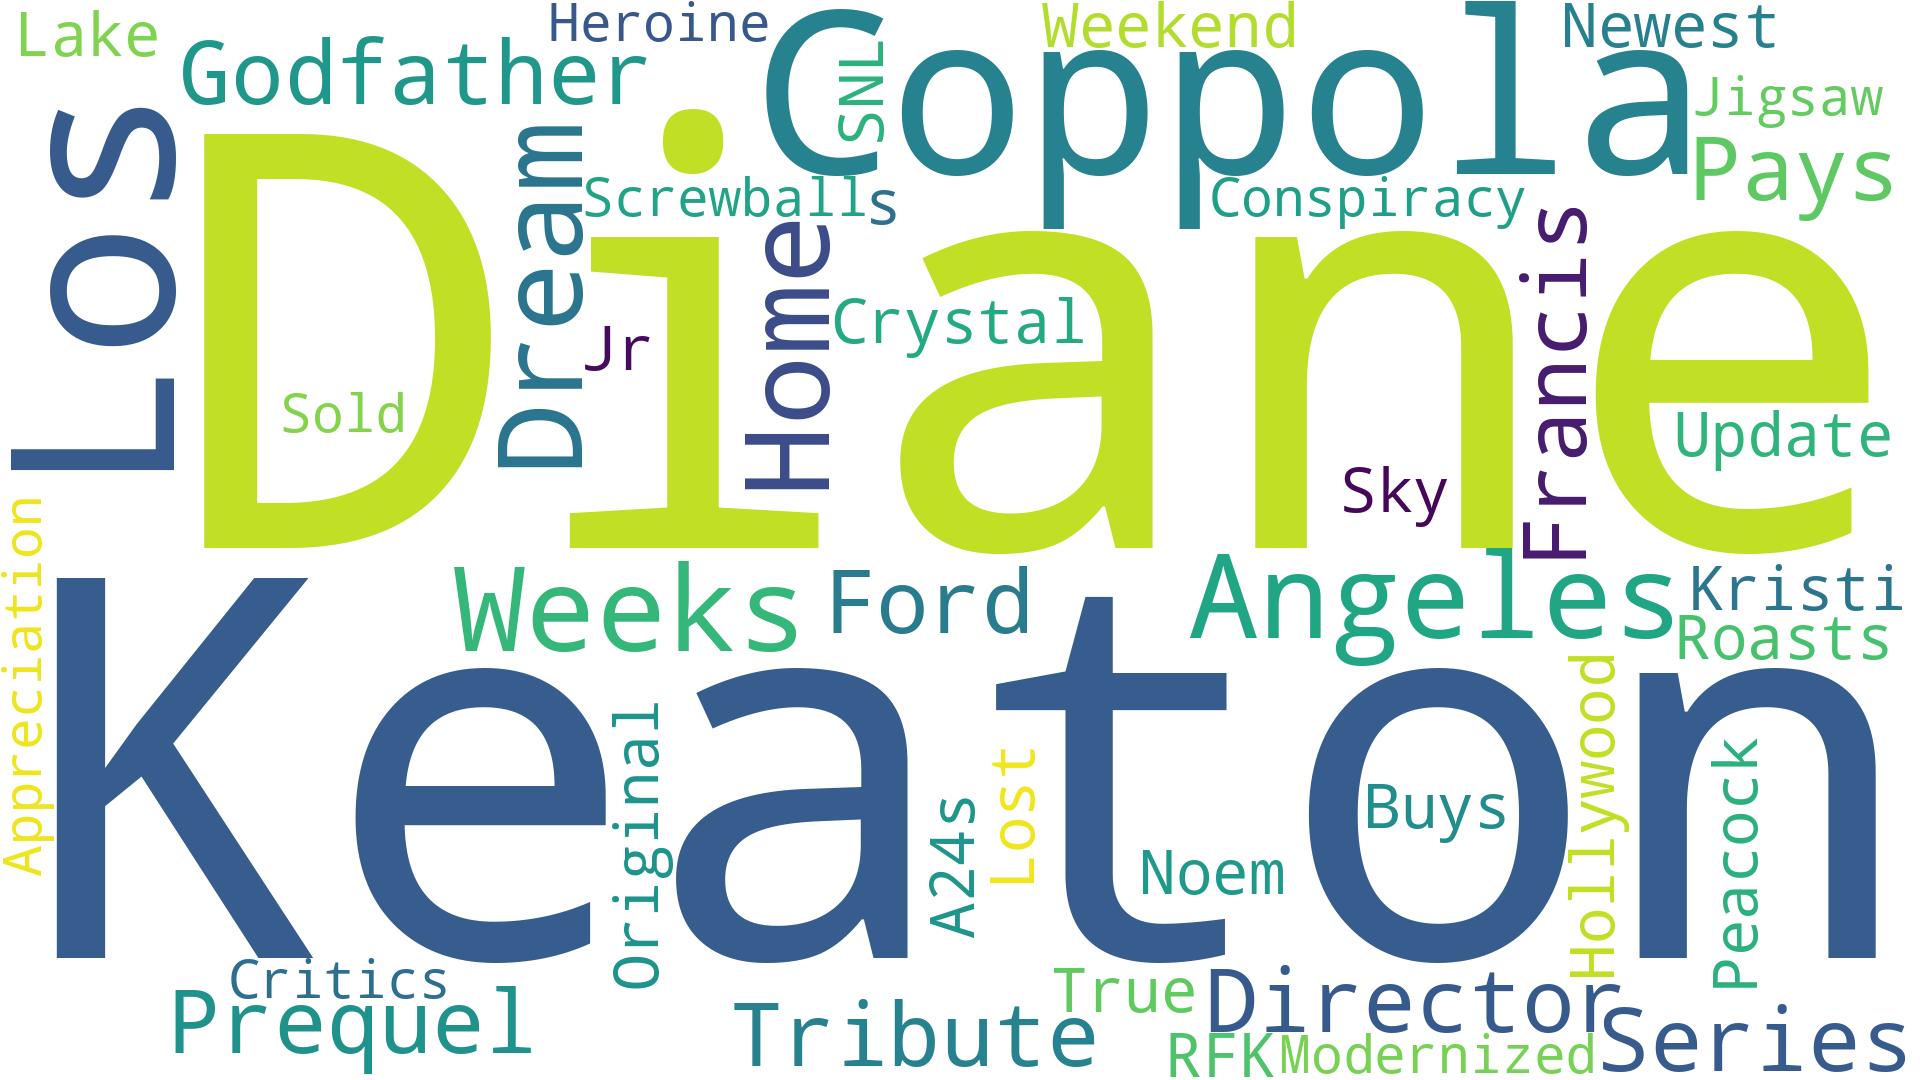 Lake
Heroine
Weekend
Newest
Godfather
Coppola
SNL
Jigsaw
Pays
Los
Dream
Screwball
s
Conspiracy
Diane
Home
Crystal
Francis
Jr
Sold
Update
Sky
Appreciation
Weeks
Ford
Angeles
Kristi
Roasts
Keaton
Original
A24s
Lost
Buys
Noem
Hollywood
Peacock
Critics
Prequel
Tribute
True
Director
Series
RFK
Modernized